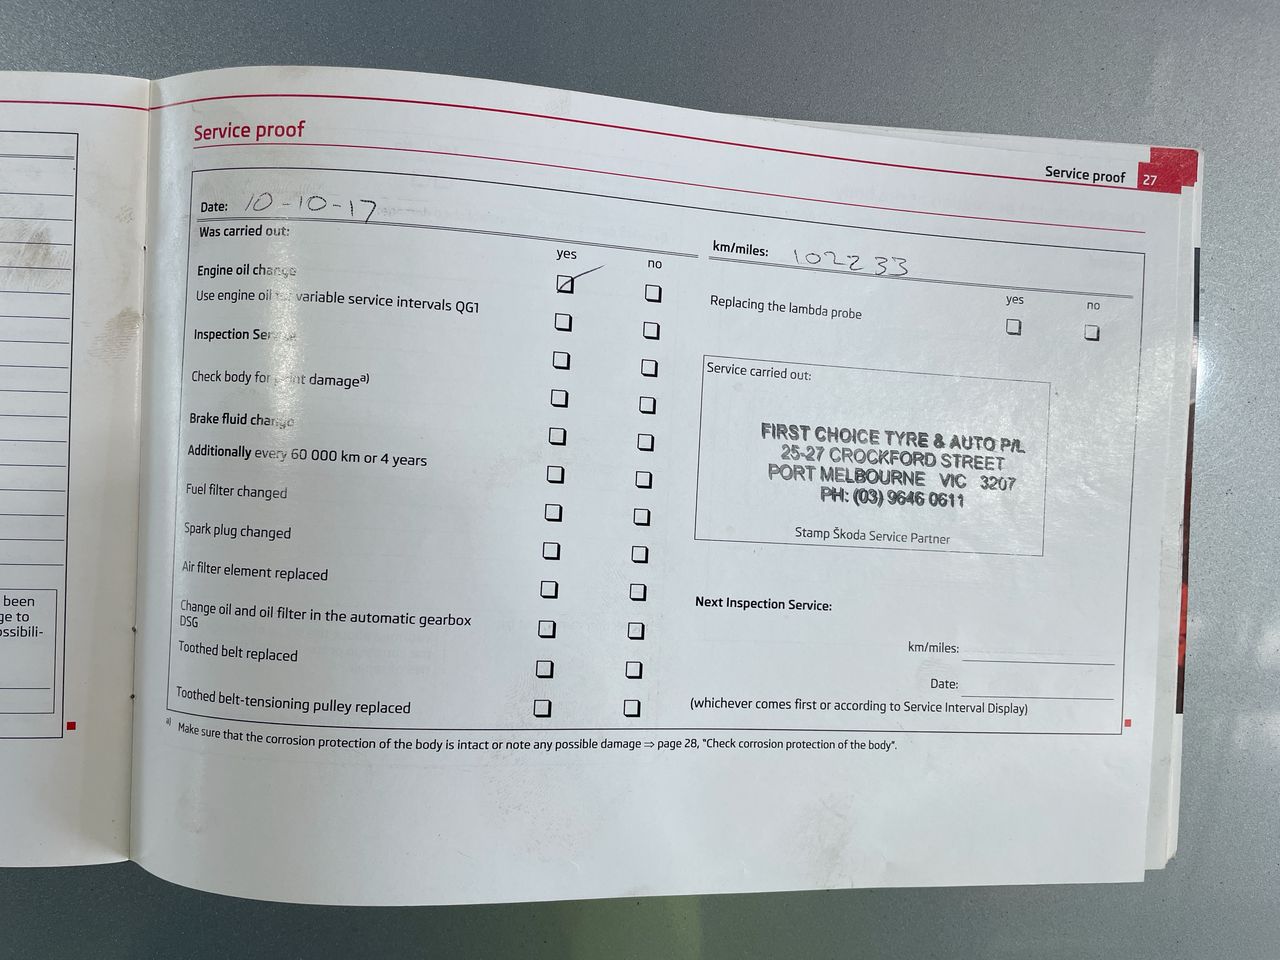 Service proof
Service proof 27
Date: 10-10-17
km/miles: 102233
Was carried out:
yes no
Engine oil change
Use engine oil variable service intervals QG1
Inspection
Check body for paint damage a)
Brake fluid change
Additionally every 60 000 km or 4 years
Fuel filter changed
Spark plug changed
Air filter element replaced
Change oil and oil filter in the automatic gearbox
DSG
Toothed belt replaced
Toothed belt-tensioning pulley replaced
yes no
Replacing the lambda probe
Service carried out:
FIRST CHOICE TYRE & AUTO P/L
25-27 CROCKFORD STREET
PORT MELBOURNE VIC 3207
PH: (03) 9646 0611
Stamp Škoda Service Partner
Next Inspection Service:
km/miles:
Date:
(whichever comes first or according to Service Interval Display)
a) Make sure that the corrosion protection of the body is intact or note any possible damage ⇒ page 28, "Check corrosion protection of the body".
been
ge to
ossibili-